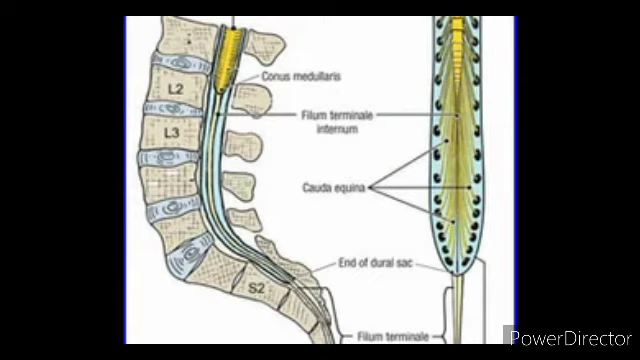 Conus medullaris
L2
Filum terminale
internum
L3
Cauda equina
End of dural sac
S2
Filum terminale
PowerDirector